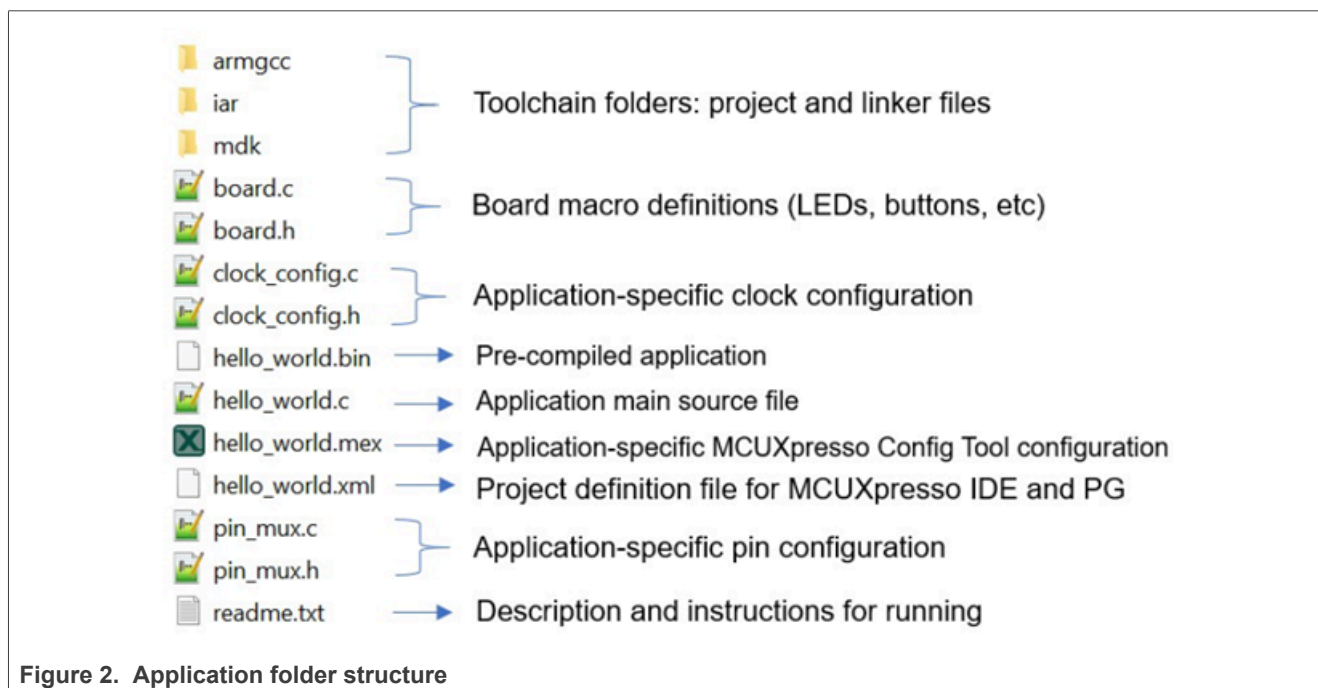 armgcc
iar
mdk
Toolchain folders: project and linker files
board.c
board.h
Board macro definitions (LEDs, buttons, etc)
clock_config.c
clock_config.h
Application-specific clock configuration
hello_world.bin Pre-compiled application
hello_world.c Application main source file
hello_world.mex Application-specific MCUXpresso Config Tool configuration
hello_world.xml Project definition file for MCUXpresso IDE and PG
pin_mux.c
pin_mux.h
Application-specific pin configuration
readme.txt Description and instructions for running
Figure 2. Application folder structure